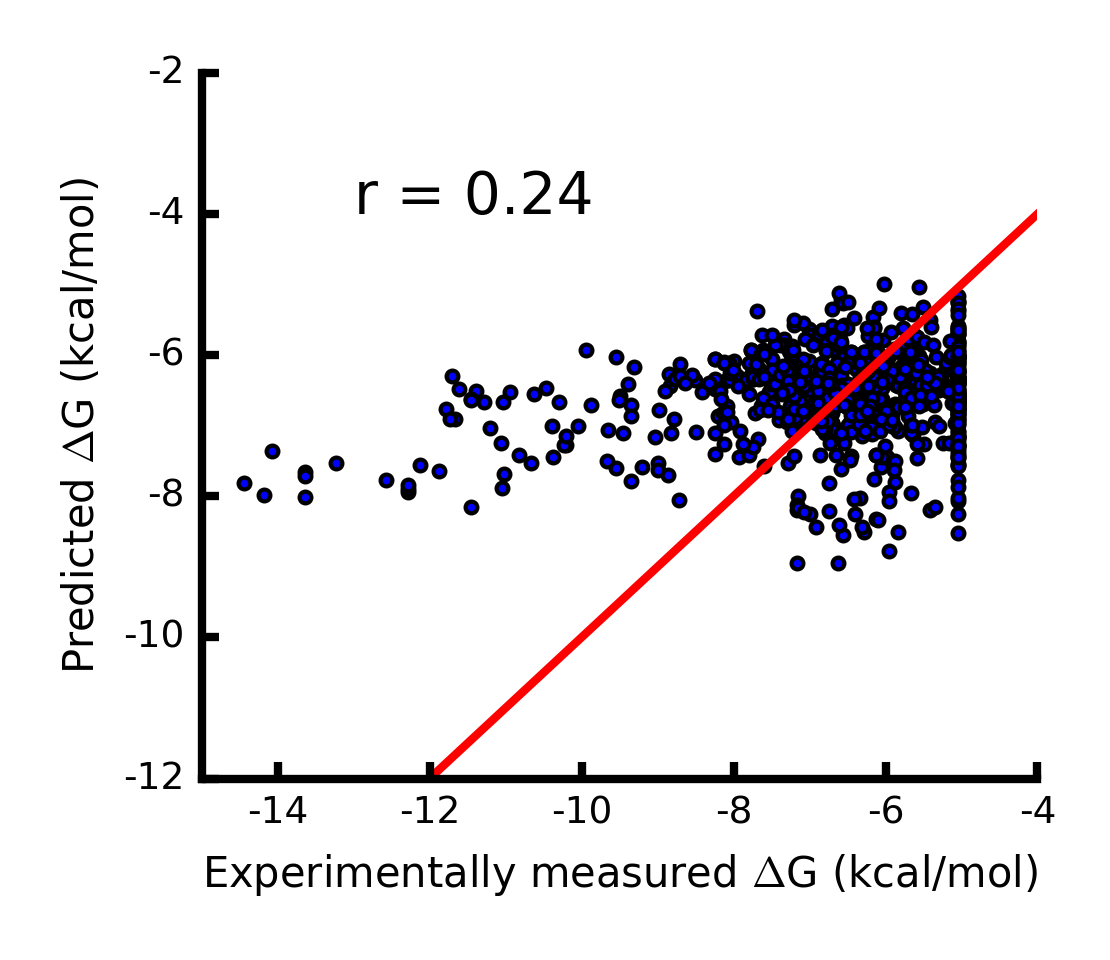 -2
r = 0.24
-4
-6
-8
-10
-12
Predicted ΔG (kcal/mol)
-14 -12 -10 -8 -6 -4
Experimentally measured ΔG (kcal/mol)